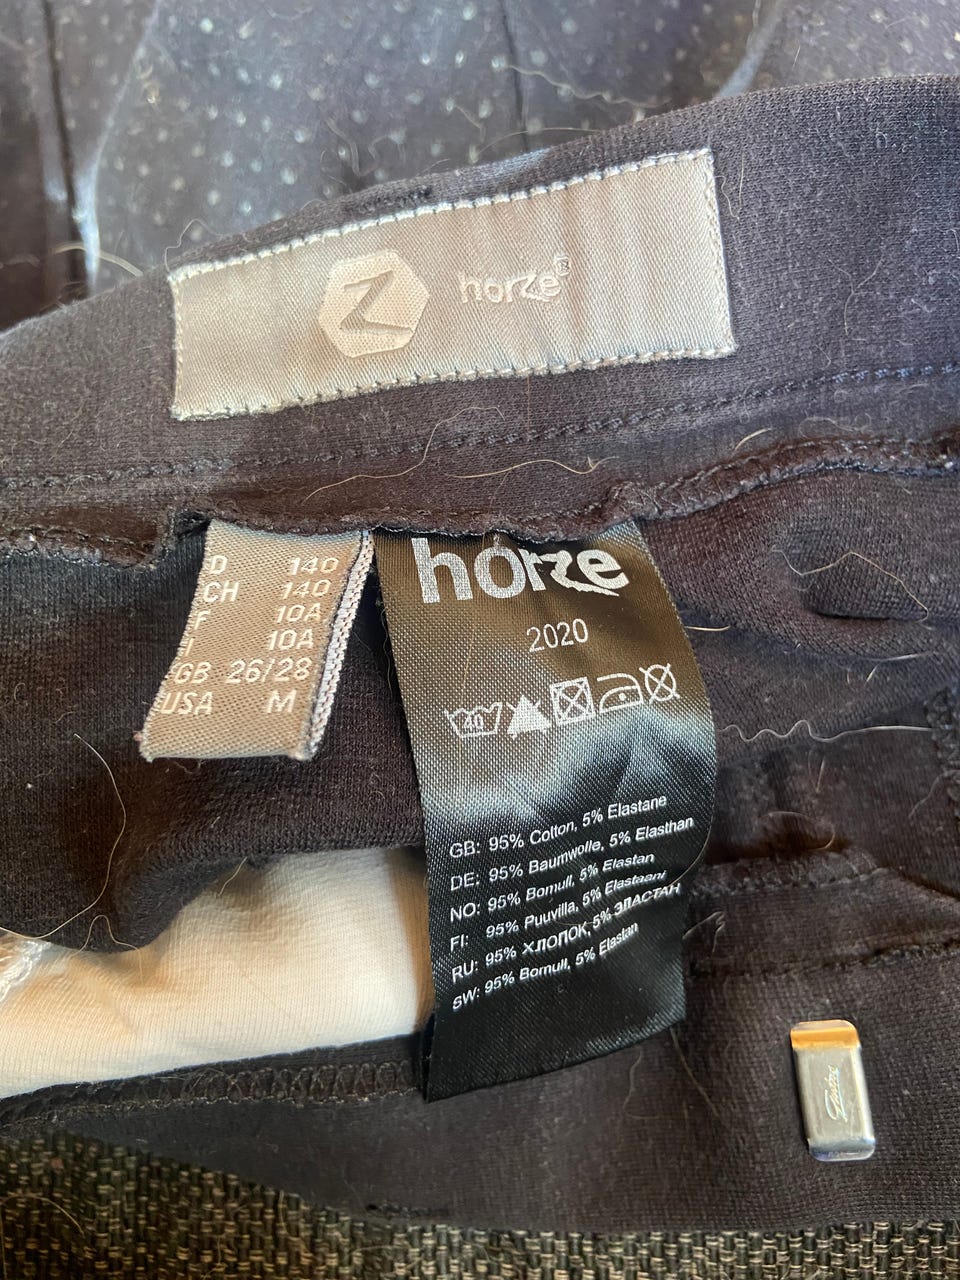 horze®
D 140
CH 140
F 10A
I 10A
GB 26/28
USA M
horze
2020
40
GB: 95% Cotton, 5% Elastane
DE: 95% Baumwolle, 5% Elasthan
NO: 95% Bomull, 5% Elastan
FI: 95% Puuvilla, 5% Elastaani
RU: 95% ХЛОПОК, 5% ЭЛАСТАН
SW: 95% Bomull, 5% Elastan